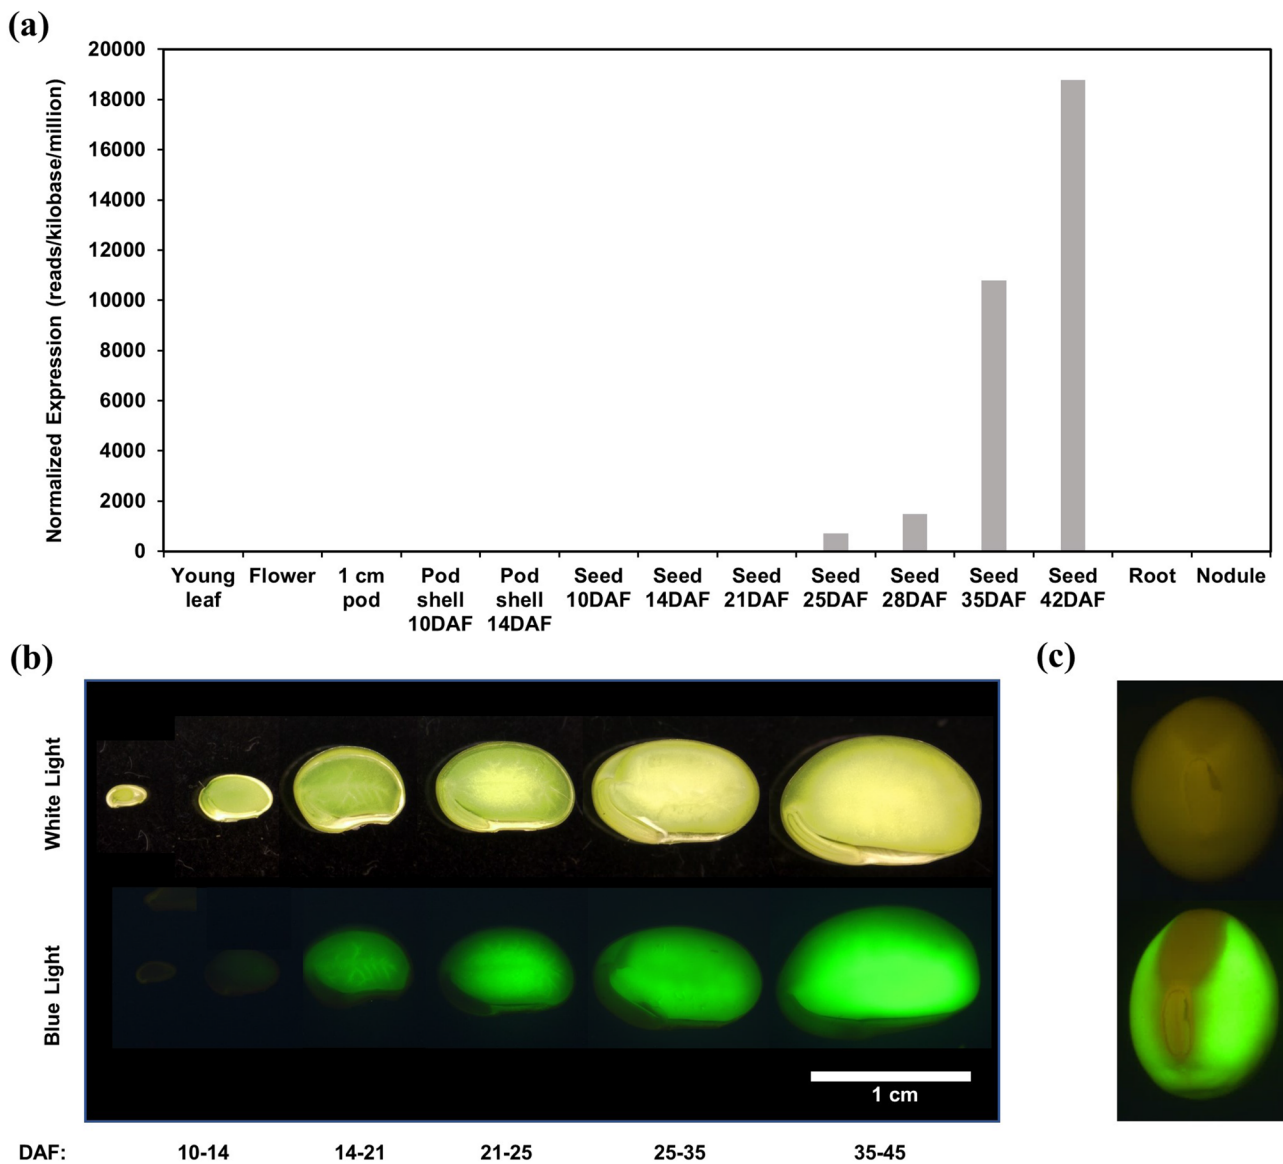 (a)
Normalized Expression (reads/kilobase/million)
20000
18000
16000
14000
12000
10000
8000
6000
4000
2000
0
Young
leaf
Flower
1 cm
pod
Pod
shell
10DAF
Pod
shell
14DAF
Seed
10DAF
Seed
14DAF
Seed
21DAF
Seed
25DAF
Seed
28DAF
Seed
35DAF
Seed
42DAF
Root
Nodule
(b)
White Light
Blue Light
1 cm
DAF: 10-14 14-21 21-25 25-35 35-45
(c)